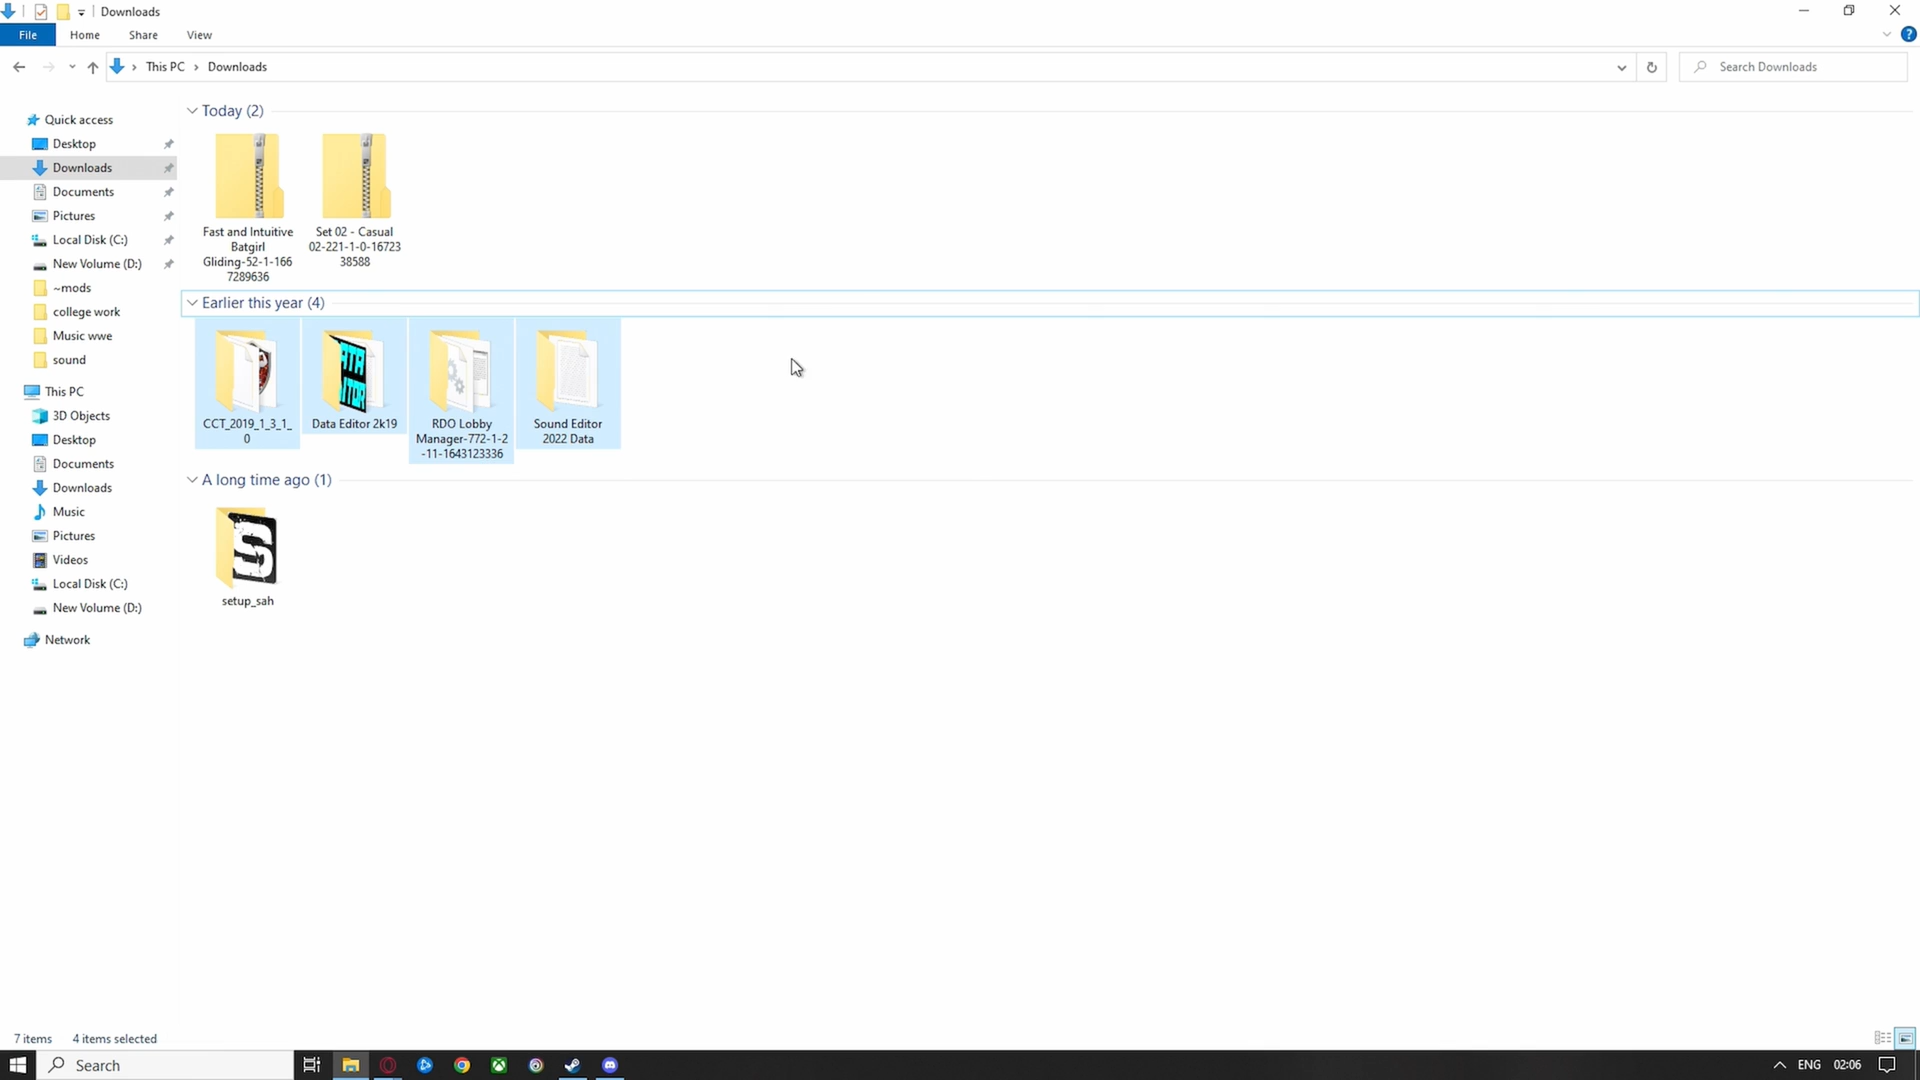 Downloads
File Home Share View
This PC Downloads
Search Downloads
Quick access
Desktop
Downloads
Documents
Pictures
Local Disk (C:)
New Volume (D:)
~mods
college work
Music wwe
sound
This PC
3D Objects
Desktop
Documents
Downloads
Music
Pictures
Videos
Local Disk (C:)
New Volume (D:)
Network
Today (2)
Fast and Intuitive
Batgirl
Gliding-52-1-166
7289636
Set 02 - Casual
02-221-1-0-16723
38588
Earlier this year (4)
CCT_2019_1_3_1_
0
Data Editor 2k19
RDO Lobby
Manager-772-1-2
-11-1643123336
Sound Editor
2022 Data
A long time ago (1)
S
setup_sah
7 items 4 items selected
Search
ENG 02:06